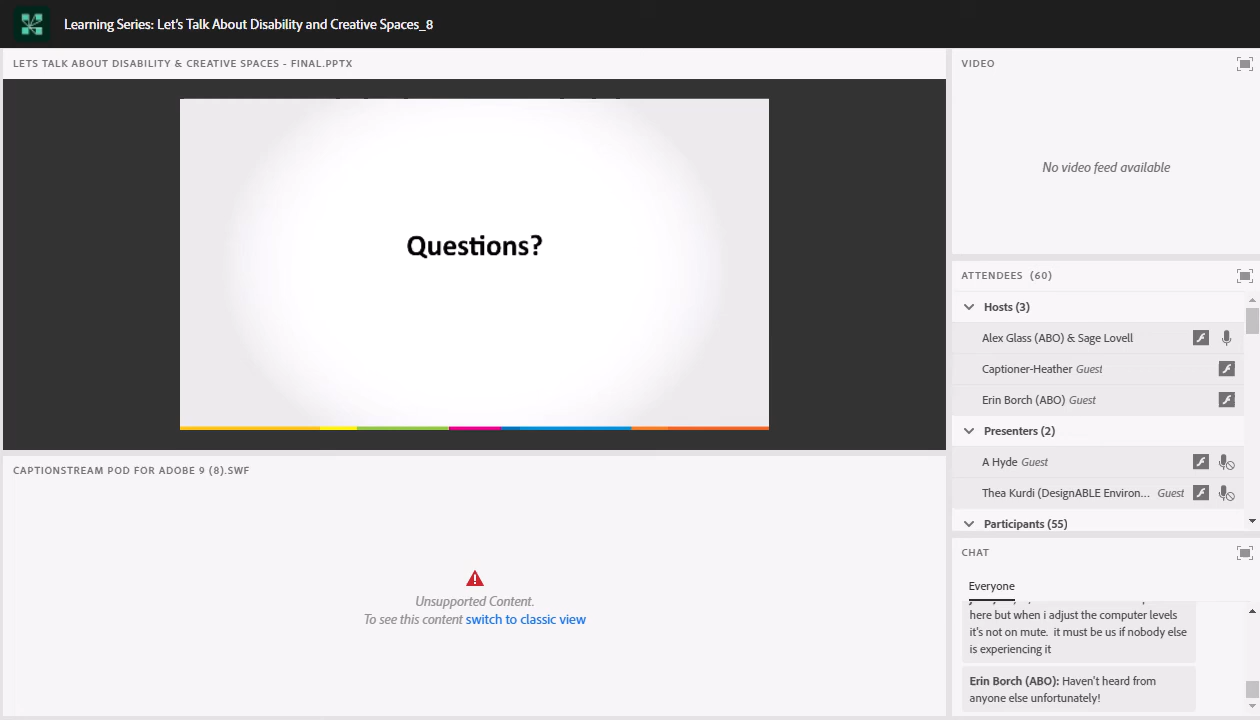 Learning Series: Let's Talk About Disability and Creative Spaces_8
LETS TALK ABOUT DISABILITY & CREATIVE SPACES - FINAL.PPTX
Questions?
CAPTIONSTREAM POD FOR ADOBE 9 (8).SWF
Unsupported Content.
To see this content switch to classic view
VIDEO
No video feed available
ATTENDEES (60)
Hosts (3)
Alex Glass (ABO) & Sage Lovell
Captioner-Heather Guest
Erin Borch (ABO) Guest
Presenters (2)
A Hyde Guest
Thea Kurdi (DesignABLE Environ... Guest
Participants (55)
CHAT
Everyone
here but when i adjust the computer levels
it's not on mute. it must be us if nobody else
is experiencing it
Erin Borch (ABO): Haven't heard from
anyone else unfortunately!